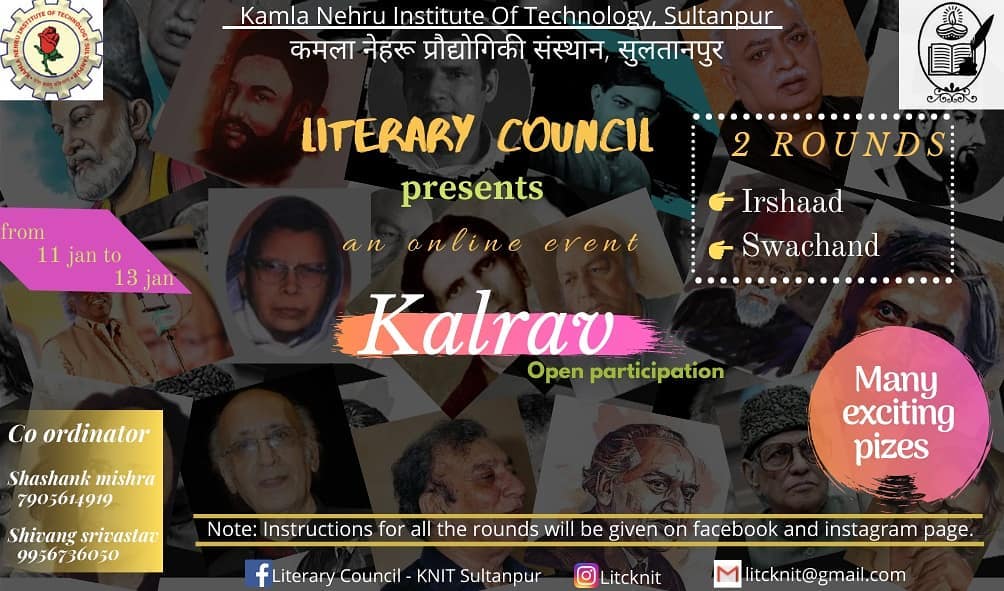 Kamla Nehru Institute Of Technology, Sultanpur
कमला नेहरू प्रौद्योगिकी संस्थान, सुलतानपुर
LITERARY COUNCIL
presents
an online event
Kalrav
Open participation
2 ROUNDS
Irshaad
Swachand
from
11 jan to
13 jan
Many
exciting
pizes
Co ordinator
Shashank mishra
7905614919
Shivang srivastav
9956736050
Note: Instructions for all the rounds will be given on facebook and instagram page.
Literary Council - KNIT Sultanpur
Litcknit
litcknit@gmail.com